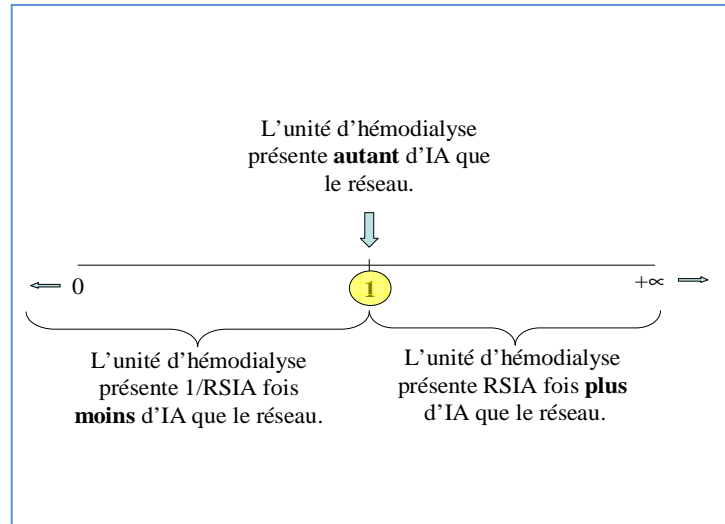 L’unité d’hémodialyse
présente autant d’IA que
le réseau.
0
1
+∝
L’unité d’hémodialyse
présente 1/RSIA fois
moins d’IA que le réseau.
L’unité d’hémodialyse
présente RSIA fois plus
d’IA que le réseau.